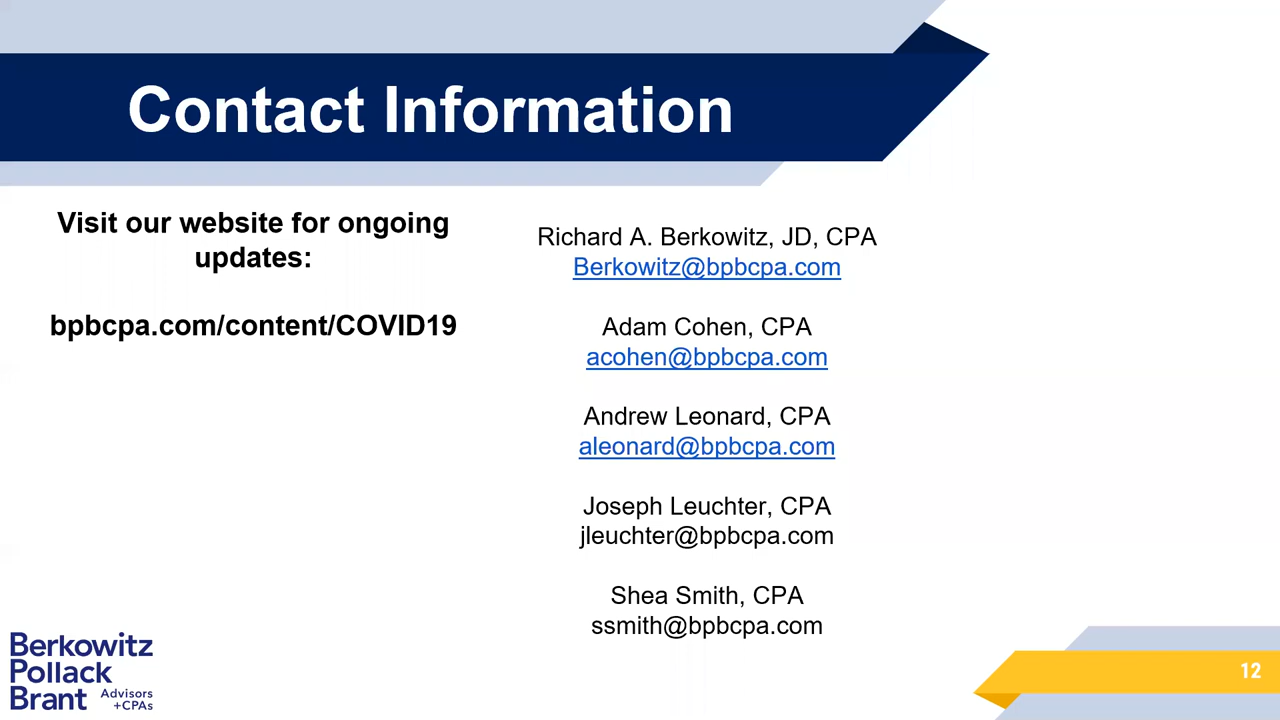 Contact Information
Visit our website for ongoing
updates:
bpbcpa.com/content/COVID19
Richard A. Berkowitz, JD, CPA
Berkowitz@bpbcpa.com
Adam Cohen, CPA
acohen@bpbcpa.com
Andrew Leonard, CPA
aleonard@bpbcpa.com
Joseph Leuchter, CPA
jleuchter@bpbcpa.com
Shea Smith, CPA
ssmith@bpbcpa.com
Berkowitz
Pollack
Brant Advisors
+CPAs
12